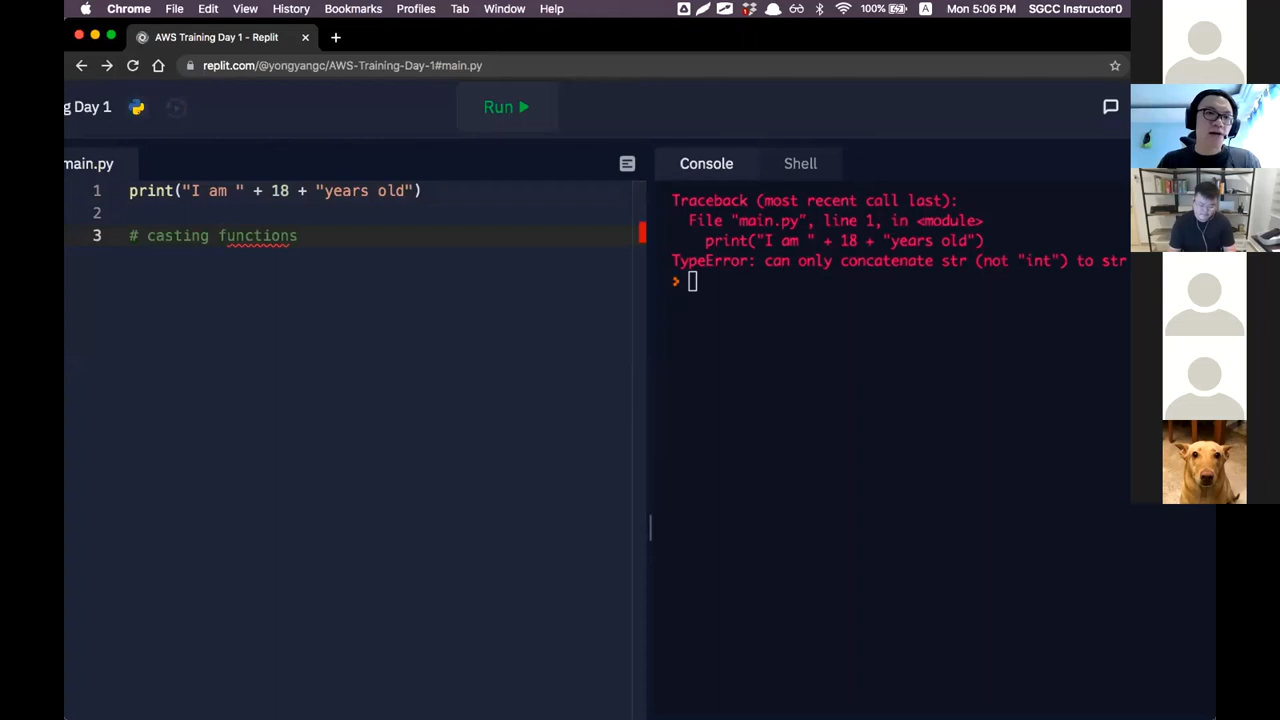 Chrome File Edit View History Bookmarks Profiles Tab Window Help 100% A Mon 5:06 PM SGCC Instructor0
AWS Training Day 1 - Replit
replit.com/@yongyangc/AWS-Training-Day-1#main.py
g Day 1
Run
main.py
Console Shell
1 print("I am " + 18 + "years old")
2
3 # casting functions
Traceback (most recent call last):
File "main.py", line 1, in <module>
print("I am " + 18 + "years old")
TypeError: can only concatenate str (not "int") to str
>